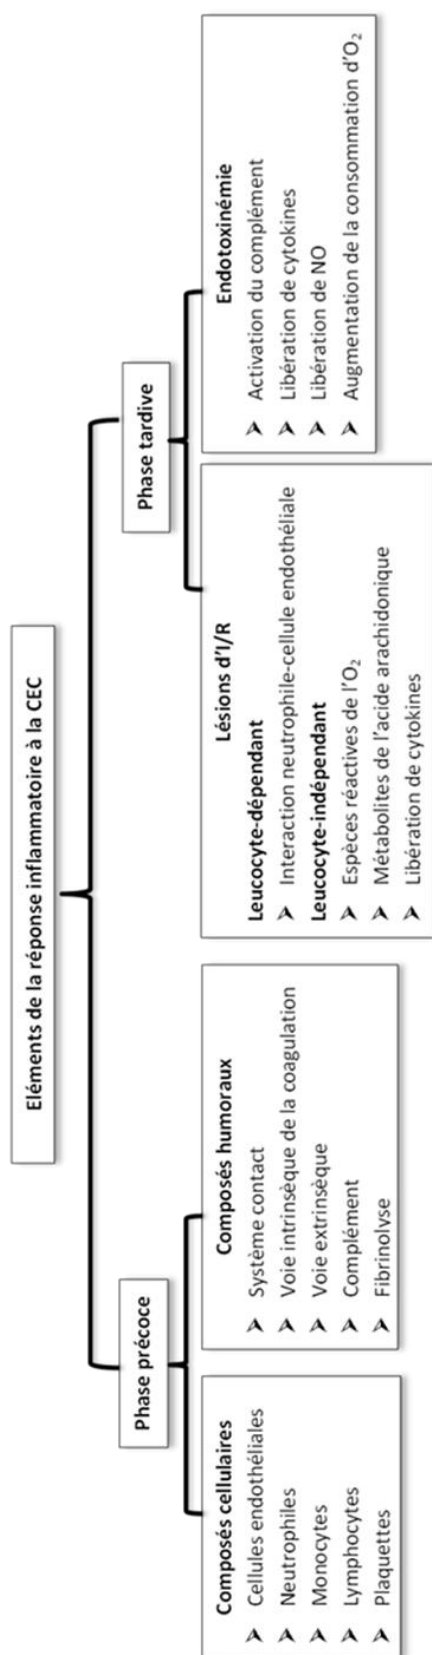 Eléments de la réponse inflammatoire à la CEC
Phase précoce
Phase tardive
Composés cellulaires
➢ Cellules endothéliales
➢ Neutrophiles
➢ Monocytes
➢ Lymphocytes
➢ Plaquettes
Composés humoraux
➢ Système contact
➢ Voie intrinsèque de la coagulation
➢ Voie extrinsèque
➢ Complément
➢ Fibrinolyse
Lésions d'I/R
Leucocyte-dépendant
➢ Interaction neutrophile-cellule endothéliale
Leucocyte-indépendant
➢ Espèces réactives de l'O₂
➢ Métabolites de l'acide arachidonique
➢ Libération de cytokines
Endotoxinémie
➢ Activation du complément
➢ Libération de cytokines
➢ Libération de NO
➢ Augmentation de la consommation d'O₂